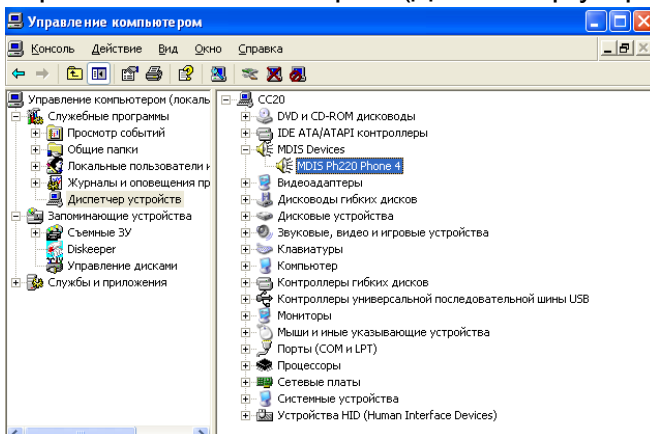 Управление компьютером
Консоль Действие Вид Окно Справка
Управление компьютером (локаль
Служебные программы
Просмотр событий
Общие папки
Локальные пользователи и
Журналы и оповещения пр
Диспетчер устройств
Запоминающие устройства
Съемные ЗУ
Diskeeper
Управление дисками
Службы и приложения
CC20
DVD и CD-ROM дисководы
IDE ATA/ATAPI контроллеры
MDIS Devices
MDIS Ph220 Phone 4
Видеоадаптеры
Дисководы гибких дисков
Дисковые устройства
Звуковые, видео и игровые устройства
Клавиатуры
Компьютер
Контроллеры гибких дисков
Контроллеры универсальной последовательной шины USB
Мониторы
Мыши и иные указывающие устройства
Порты (COM и LPT)
Процессоры
Сетевые платы
Системные устройства
Устройства HID (Human Interface Devices)